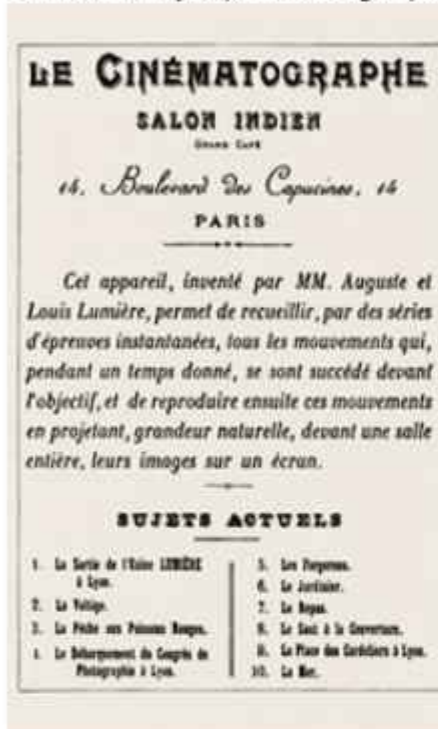 LE CINÉMATOGRAPHE
SALON INDIEN
GRAND CAFÉ
14, Boulevard des Capucines, 14
PARIS
Cet appareil, inventé par MM. Auguste et
Louis Lumière, permet de recueillir, par des séries
d'épreuves instantanées, tous les mouvements qui,
pendant un temps donné, se sont succédé devant
l'objectif, et de reproduire ensuite ces mouvements
en projetant, grandeur naturelle, devant une salle
entière, leurs images sur un écran.
SUJETS ACTUELS
1. La Sortie de l'Usine LUMIÈRE
à Lyon.
2. La Voltige.
3. La Pêche aux Poissons Rouges.
4. Le Débarquement du Congrès de
Photographie à Lyon.
5. Les Forgerons.
6. Le Jardinier.
7. Le Repas.
8. Le Saut à la Couverture.
9. La Place des Cordeliers à Lyon.
10. La Mer.